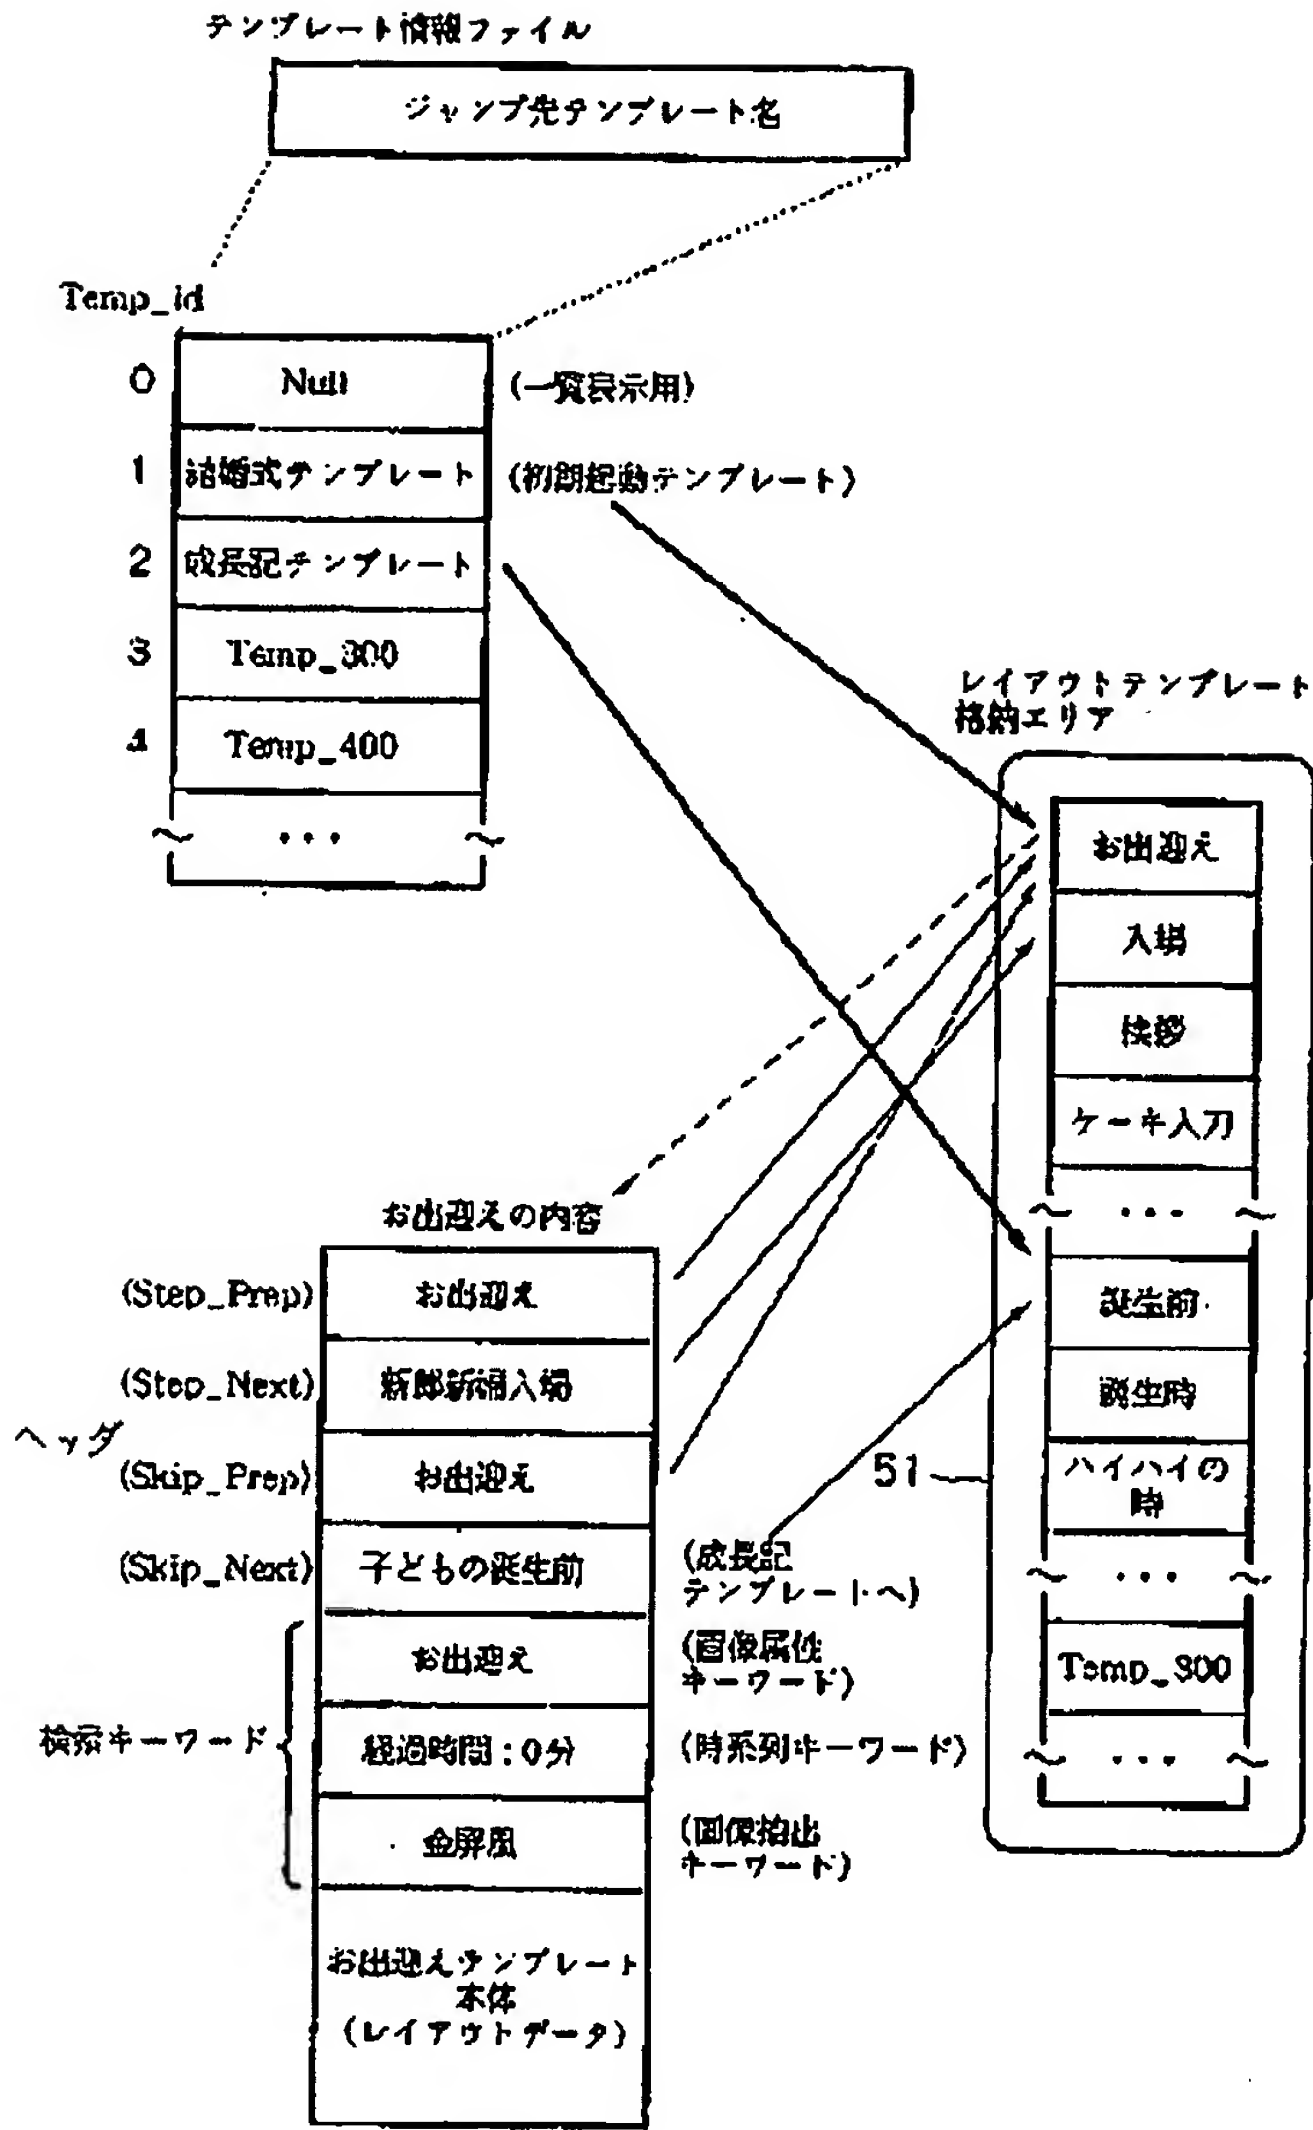 テンプレート情報ファイル
ジャンプ先テンプレート名
Temp_id
0 Null (一覧表示用)
1 結婚式テンプレート (初期起動テンプレート)
2 成長記テンプレート
3 Temp_300
4 Temp_400
...
レイアウトテンプレート
格納エリア
お出迎え
入場
挨拶
ケーキ入刀
...
誕生前
誕生時
ハイハイの
時
...
Temp_300
...
51
お出迎えの内容
ヘッダ
(Step_Prep) お出迎え
(Step_Next) 新郎新婦入場
(Skip_Prep) お出迎え
(Skip_Next) 子どもの誕生前
(成長記
テンプレートへ)
検索キーワード
お出迎え
(画像属性
キーワード)
経過時間:0分 (時系列キーワード)
金屏風
(画像抽出
キーワード)
お出迎えテンプレート
本体
(レイアウトデータ)